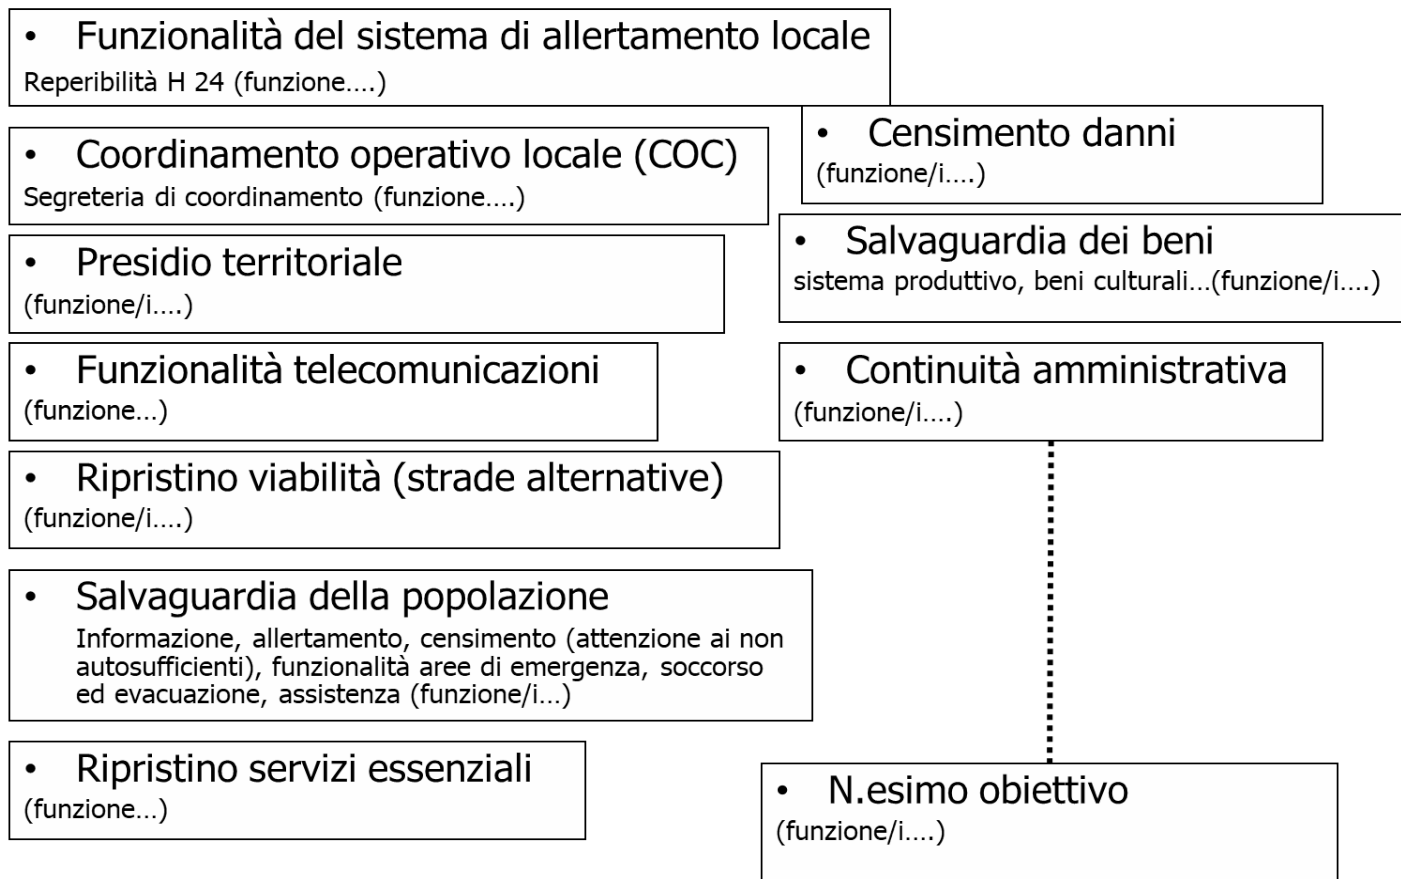 • Funzionalità del sistema di allertamento locale
Reperibilità H 24 (funzione....)
• Coordinamento operativo locale (COC)
Segreteria di coordinamento (funzione....)
• Presidio territoriale
(funzione/i....)
• Funzionalità telecomunicazioni
(funzione...)
• Ripristino viabilità (strade alternative)
(funzione/i....)
• Salvaguardia della popolazione
Informazione, allertamento, censimento (attenzione ai non
autosufficienti), funzionalità aree di emergenza, soccorso
ed evacuazione, assistenza (funzione/i...)
• Ripristino servizi essenziali
(funzione...)
• Censimento danni
(funzione/i....)
• Salvaguardia dei beni
sistema produttivo, beni culturali...(funzione/i....)
• Continuità amministrativa
(funzione/i....)
• N.esimo obiettivo
(funzione/i....)